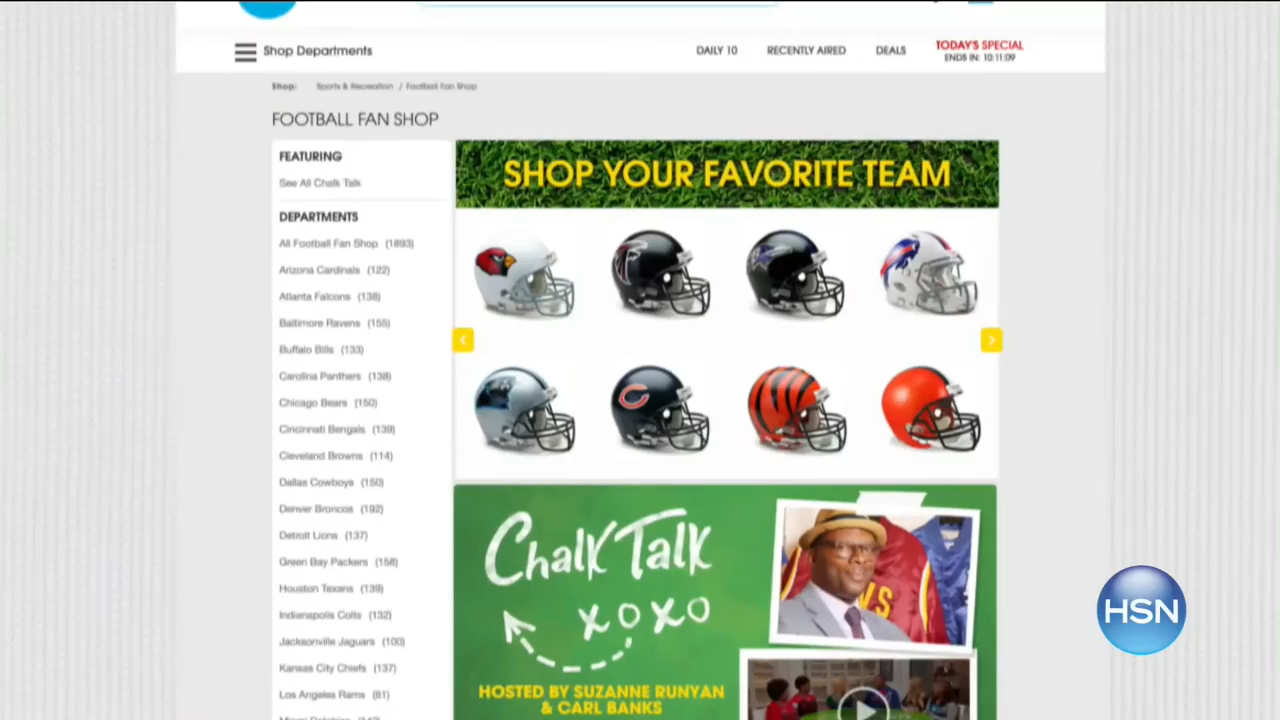 Shop Departments
DAILY 10
RECENTLY AIRED
DEALS
TODAY'S SPECIAL
ENDS IN: 10:11:09
Shop: Sports & Recreation / Football Fan Shop
FOOTBALL FAN SHOP
FEATURING
See All Chalk Talk
DEPARTMENTS
All Football Fan Shop (1893)
Arizona Cardinals (122)
Atlanta Falcons (138)
Baltimore Ravens (155)
Buffalo Bills (133)
Carolina Panthers (138)
Chicago Bears (150)
Cincinnati Bengals (139)
Cleveland Browns (114)
Dallas Cowboys (150)
Denver Broncos (192)
Detroit Lions (137)
Green Bay Packers (158)
Houston Texans (139)
Indianapolis Colts (132)
Jacksonville Jaguars (100)
Kansas City Chiefs (137)
Los Angeles Rams (81)
SHOP YOUR FAVORITE TEAM
Chalk Talk
XOXO
HOSTED BY SUZANNE RUNYAN
& CARL BANKS
HSN